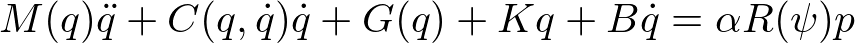 M(q)q̈ + C(q, q̇)q̇ + G(q) + Kq + Bq̇ = αR(ψ)p